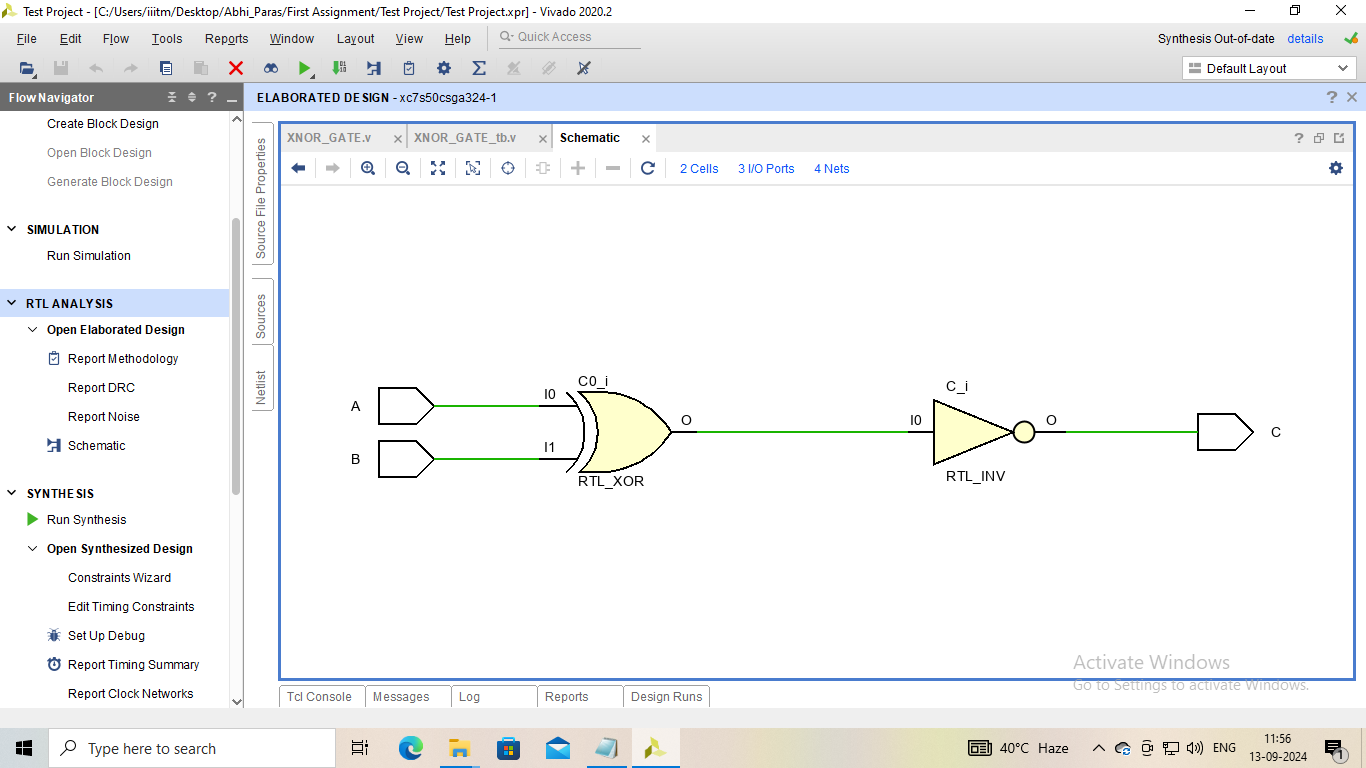 Test Project - [C:/Users/iiitm/Desktop/Abhi_Paras/First Assignment/Test Project/Test Project.xpr] - Vivado 2020.2
File Edit Flow Tools Reports Window Layout View Help Quick Access
Synthesis Out-of-date details
Default Layout
Flow Navigator
ELABORATED DESIGN - xc7s50csga324-1
Create Block Design
Open Block Design
Generate Block Design
SIMULATION
Run Simulation
RTL ANALYSIS
Open Elaborated Design
Report Methodology
Report DRC
Report Noise
Schematic
SYNTHESIS
Run Synthesis
Open Synthesized Design
Constraints Wizard
Edit Timing Constraints
Set Up Debug
Report Timing Summary
Report Clock Networks
Source File Properties
Sources
Netlist
XNOR_GATE.v XNOR_GATE_tb.v Schematic
2 Cells 3 I/O Ports 4 Nets
C0_i
C_i
A I0
O I0 O
C
B I1
RTL_XOR
RTL_INV
Activate Windows
Go to Settings to activate Windows.
Tcl Console Messages Log Reports Design Runs
Type here to search
40°C Haze
ENG
11:56
13-09-2024
1